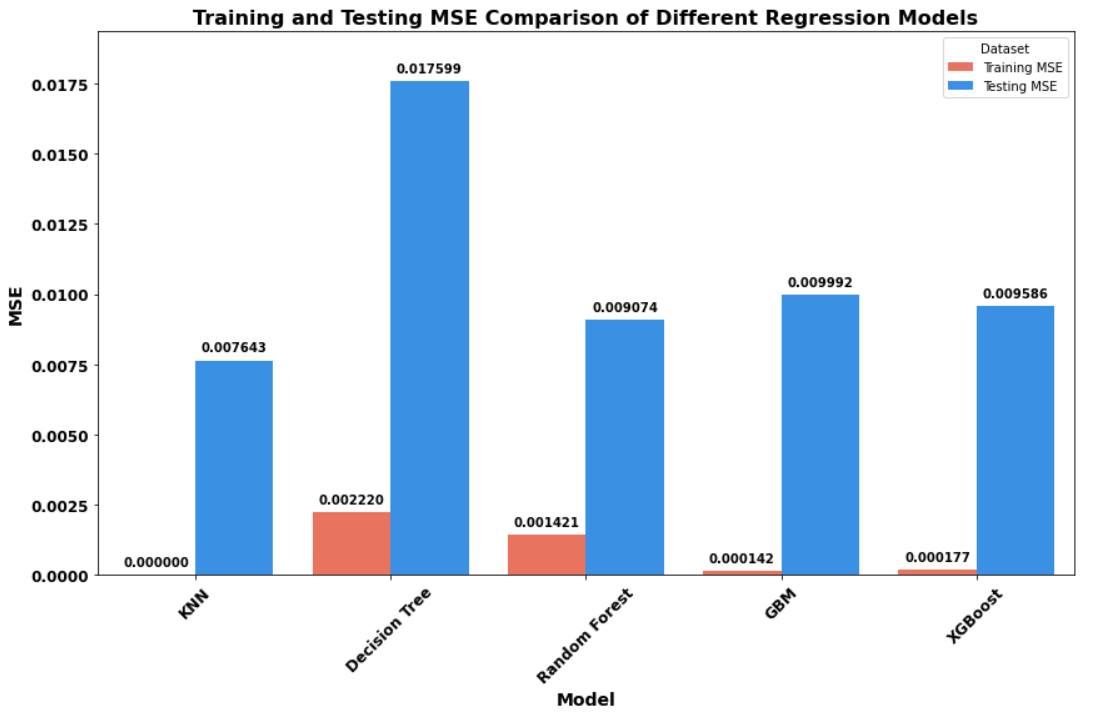 Training and Testing MSE Comparison of Different Regression Models
Dataset
Training MSE
Testing MSE
MSE
0.0175
0.0150
0.0125
0.0100
0.0075
0.0050
0.0025
0.0000
0.000000
0.007643
0.002220
0.017599
0.001421
0.009074
0.000142
0.009992
0.000177
0.009586
KNN
Decision Tree
Random Forest
GBM
XGBoost
Model